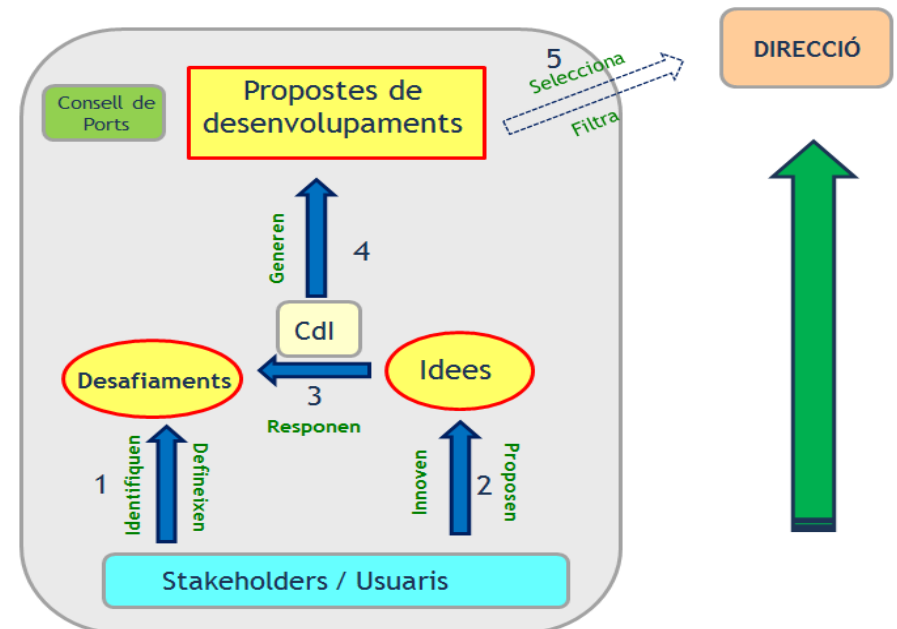 DIRECCIÓ
5
Selecciona
Filtra
Consell de
Ports
Propostes de
desenvolupaments
Generen
4
CdI
Desafiaments
Idees
3
Responen
1
Identifiquen
Defineixen
Innoven
2
Proposen
Stakeholders / Usuaris